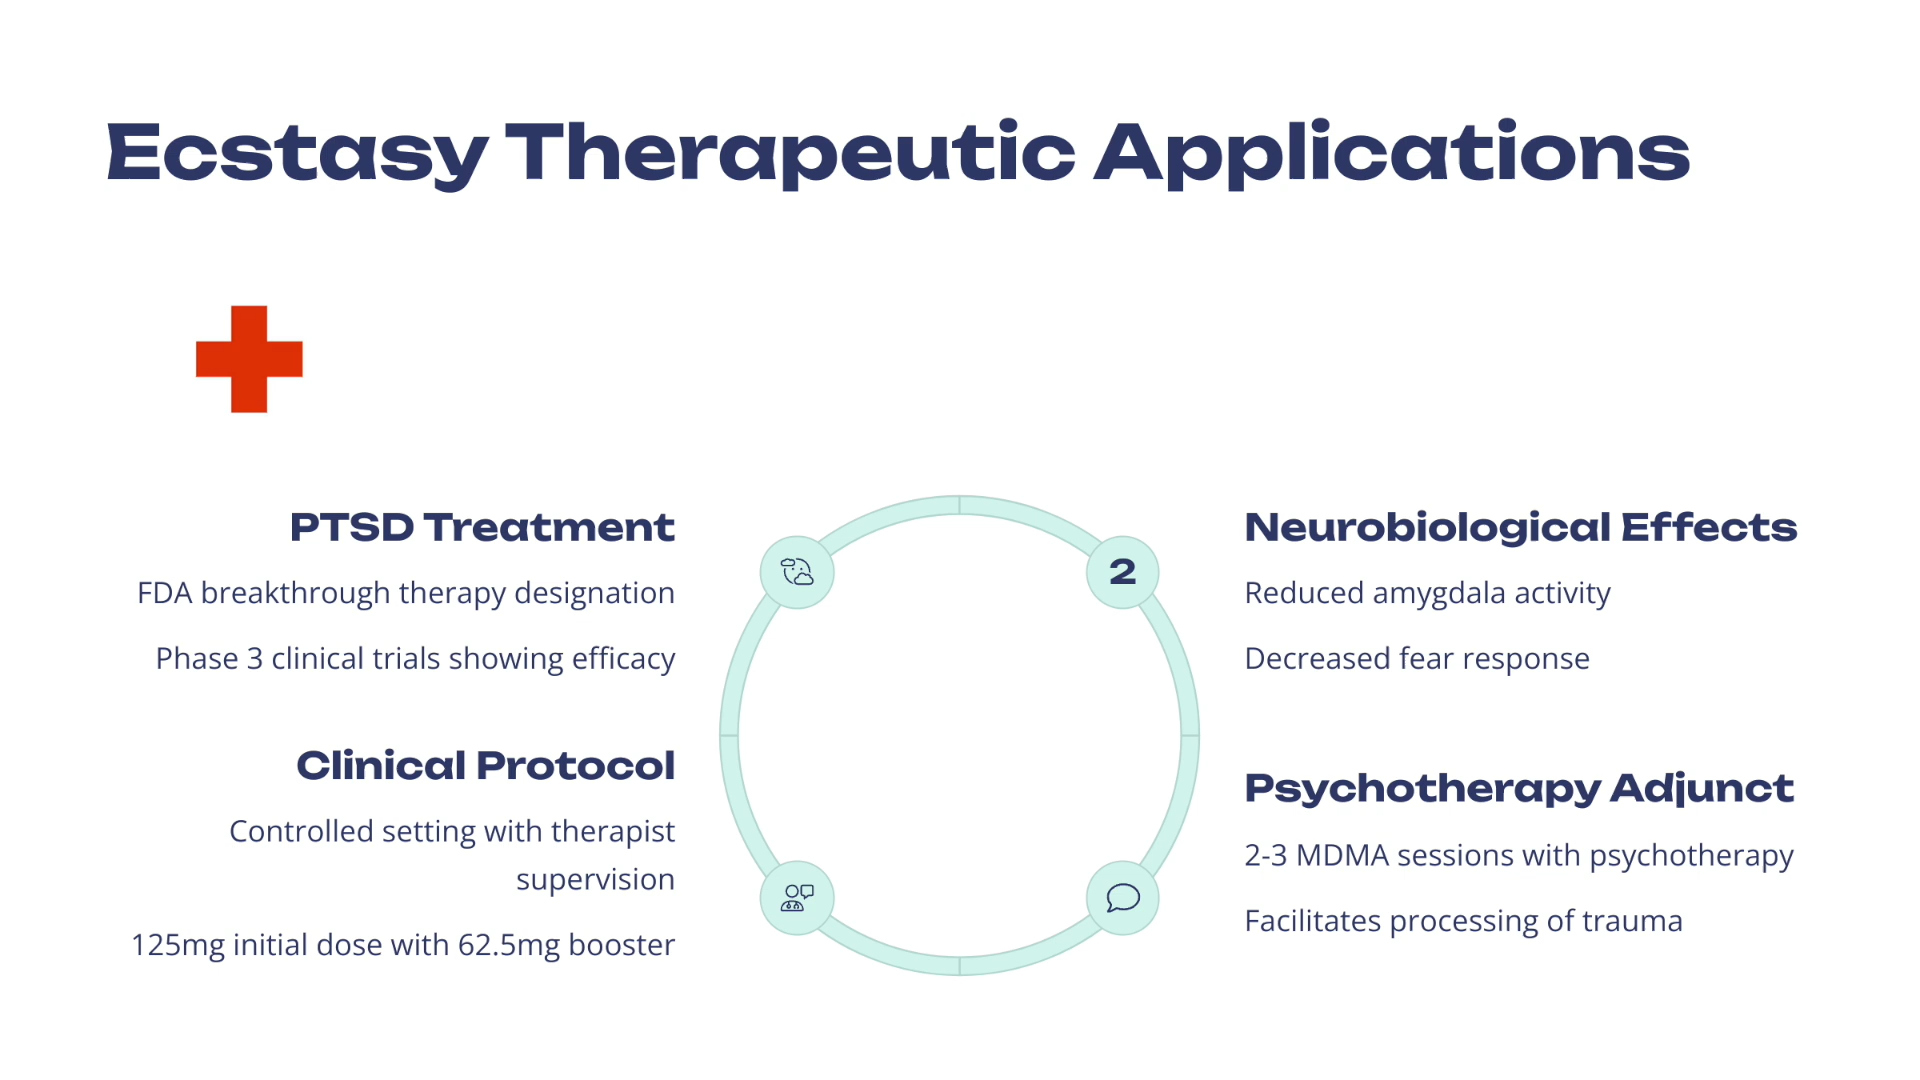 Ecstasy Therapeutic Applications
PTSD Treatment
FDA breakthrough therapy designation
Phase 3 clinical trials showing efficacy
2
Neurobiological Effects
Reduced amygdala activity
Decreased fear response
Clinical Protocol
Controlled setting with therapist
supervision
125mg initial dose with 62.5mg booster
Psychotherapy Adjunct
2-3 MDMA sessions with psychotherapy
Facilitates processing of trauma